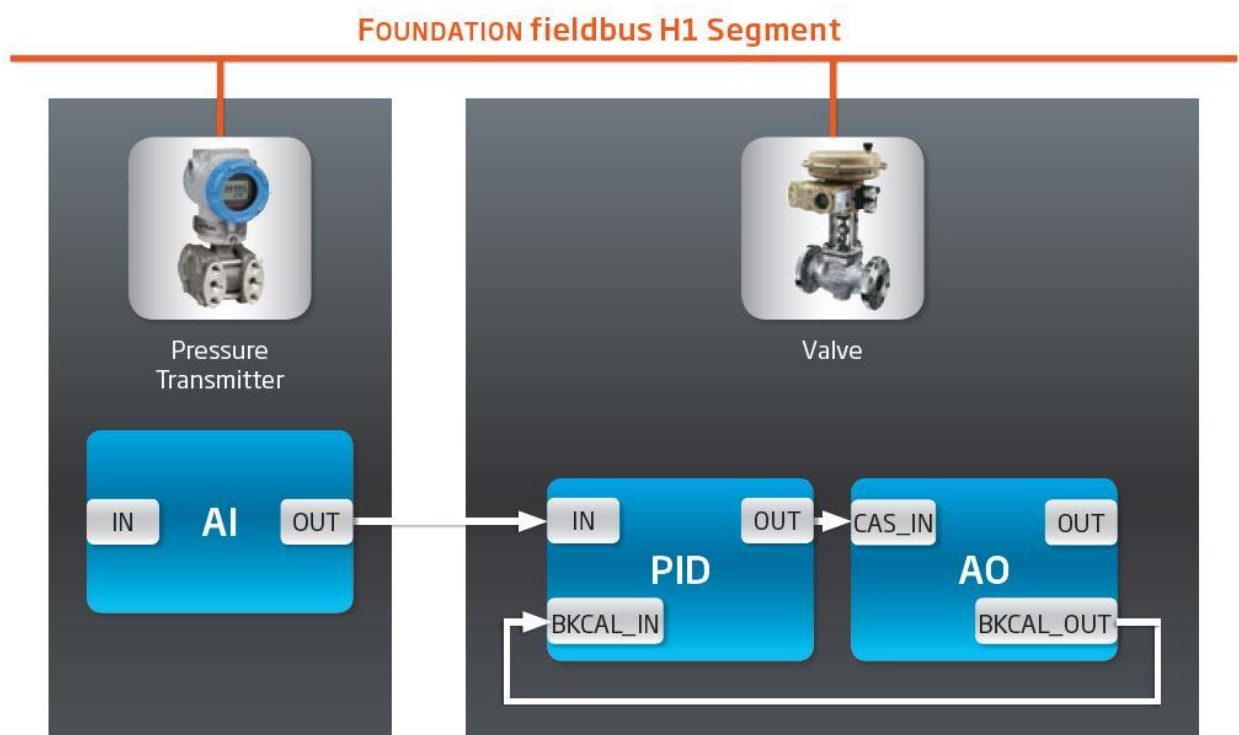 FOUNDATION fieldbus H1 Segment
Pressure
Transmitter
Valve
IN
AI
OUT
IN
OUT
PID
BKCAL_IN
CAS_IN
OUT
AO
BKCAL_OUT